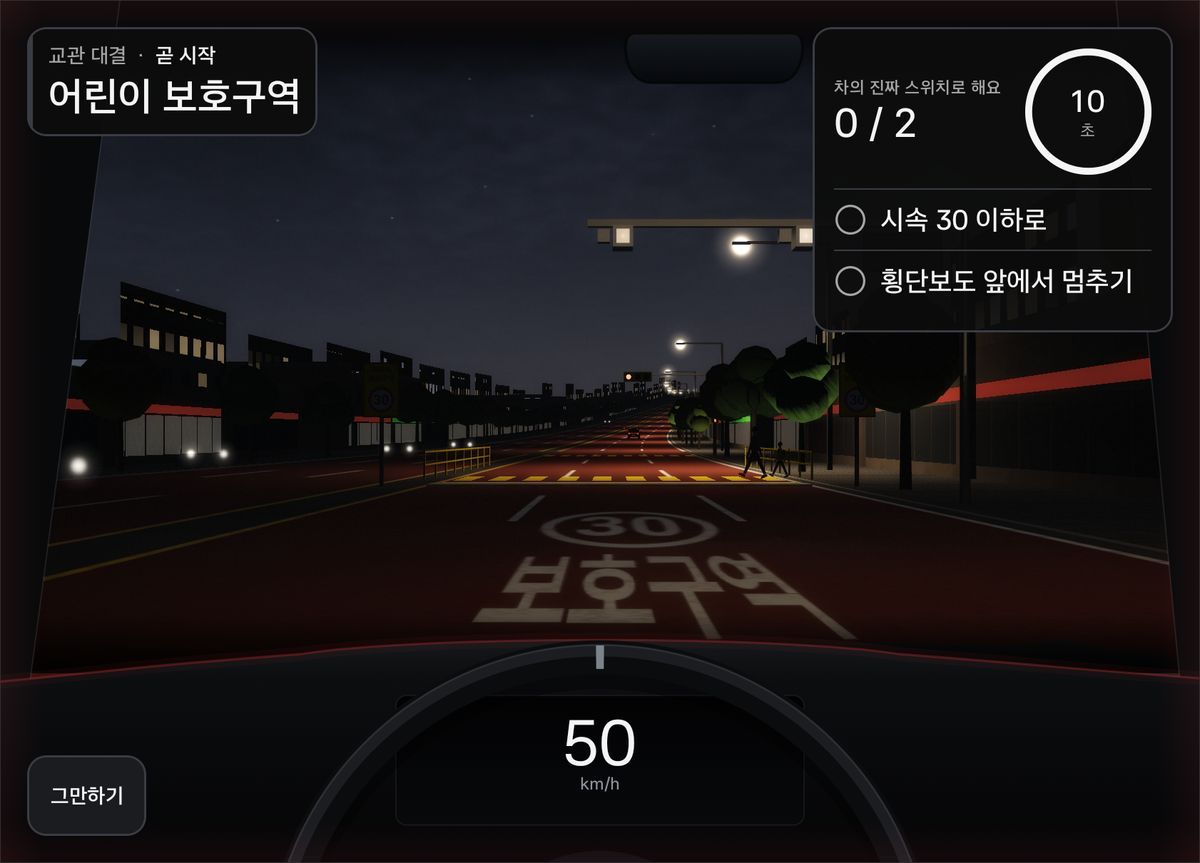 교관 대결 · 곧 시작
어린이 보호구역
차의 진짜 스위치로 해요
0 / 2
10
초
시속 30 이하로
횡단보도 앞에서 멈추기
30
30
30
보호구역
50
km/h
그만하기